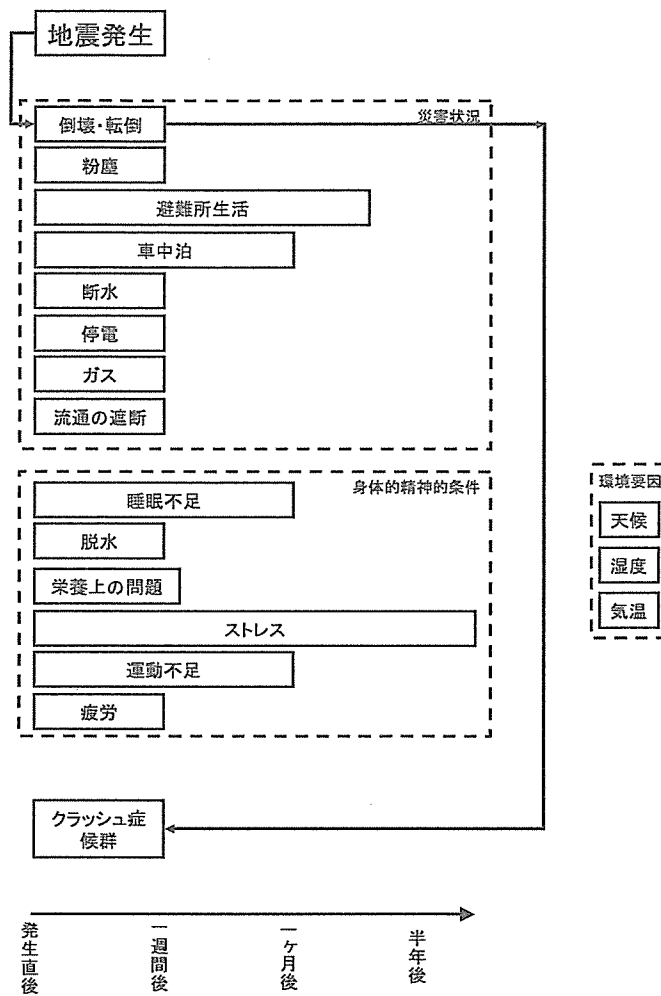 地震発生
災害状況
倒壊・転倒
粉塵
避難所生活
車中泊
断水
停電
ガス
流通の遮断
身体的精神的条件
睡眠不足
脱水
栄養上の問題
ストレス
運動不足
疲労
環境要因
天候
湿度
気温
クラッシュ症
候群
発生直後
一週間後
一ヶ月後
半年後